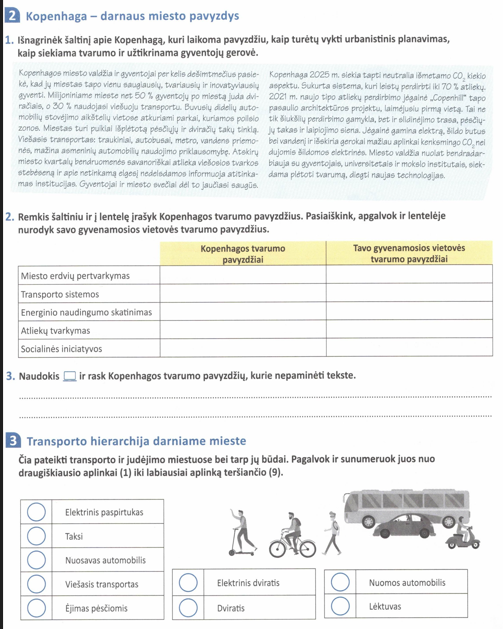 2 Kopenhaga – darnaus miesto pavyzdys
1. Išnagrinėk šaltinį apie Kopenhagą, kuri laikoma pavyzdžiu, kaip turėtų vykti urbanistinis planavimas,
kaip siekiama tvarumo ir užtikrinama gyventojų gerovė.
Kopenhagos miesto valdžia ir gyventojai per kelis dešimtmečius pasie-
kė, kad jų miestas tapo vienu saugiausių, tvariausių ir inovatyviausių
gyventi. Milijoniniame mieste net 50 % gyventojų po miestą juda dvi-
račiais, o 30 % naudojasi viešuoju transportu. Buvusių didelių auto-
mobilių stovėjimo aikštelių vietose atkuriami parkai, kuriamos poilsio
zonos. Miestas turi puikiai išplėtotą pėsčiųjų ir dviračių takų tinklą.
Viešasis transportas: traukiniai, autobusai, metro, vandens priemo-
nės, mažina asmeninių automobilių naudojimo priklausomybę. Atskirų
miesto kvartalų bendruomenės savanoriškai atlieka viešosios tvarkos
stebėseną ir apie netinkamą elgesį nedelsdamos informuoja atitinka-
mas institucijas. Gyventojai ir miesto svečiai dėl to jaučiasi saugūs.
Kopenhaga 2025 m. siekia tapti neutralia išmetamo CO₂ kiekio
aspektu. Sukurta sistema, kuri leistų perdirbti iki 70 % atliekų.
2021 m. naujo tipo atliekų perdirbimo jėgainė „Copenhill“ tapo
pasaulio architektūros projektu, laimėjusiu pirmą vietą. Tai ne
tik šiukšlių perdirbimo gamykla, bet ir slidinėjimo trasa, pėsčių-
jų takas ir laipiojimo siena. Jėgainė gamina elektrą, šildo butus
bei vandenį ir išskiria gerokai mažiau aplinkai kenksmingo CO₂ nei
dujomis šildomos elektrinės. Miesto valdžia nuolat bendradar-
biauja su gyventojais, universitetais ir mokslo institutais, siek-
dama plėtoti tvarumą, diegti naujas technologijas.
2. Remkis šaltiniu ir į lentelę įrašyk Kopenhagos tvarumo pavyzdžius. Pasiaiškink, apgalvok ir lentelėje
nurodyk savo gyvenamosios vietovės tvarumo pavyzdžius.
Kopenhagos tvarumo
pavyzdžiai
Tavo gyvenamosios vietovės
tvarumo pavyzdžiai
Miesto erdvių pertvarkymas
Transporto sistemos
Energinio naudingumo skatinimas
Atliekų tvarkymas
Socialinės iniciatyvos
3. Naudokis ir rask Kopenhagos tvarumo pavyzdžių, kurie nepaminėti tekste.
3 Transporto hierarchija darniame mieste
Čia pateikti transporto ir judėjimo miestuose bei tarp jų būdai. Pagalvok ir sunumeruok juos nuo
draugiškiausio aplinkai (1) iki labiausiai aplinką teršiančio (9).
Elektrinis paspirtukas
Taksi
Nuosavas automobilis
Viešasis transportas
Ėjimas pėsčiomis
Elektrinis dviratis
Dviratis
Nuomos automobilis
Lėktuvas